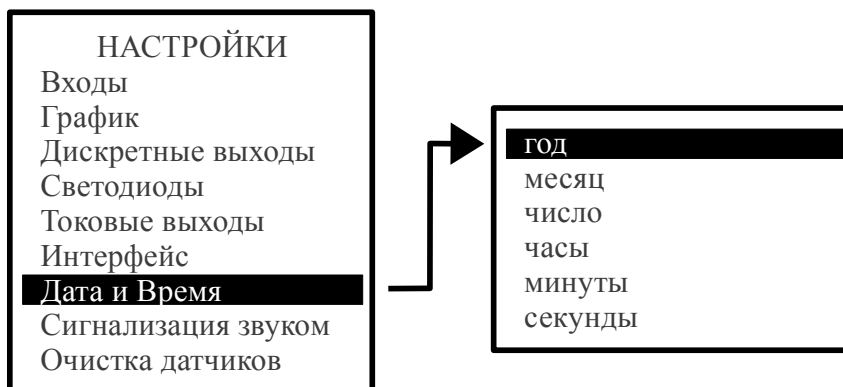 НАСТРОЙКИ
Входы
График
Дискретные выходы
Светодиоды
Токовые выходы
Интерфейс
Дата и Время
Сигнализация звуком
Очистка датчиков
год
месяц
число
часы
минуты
секунды